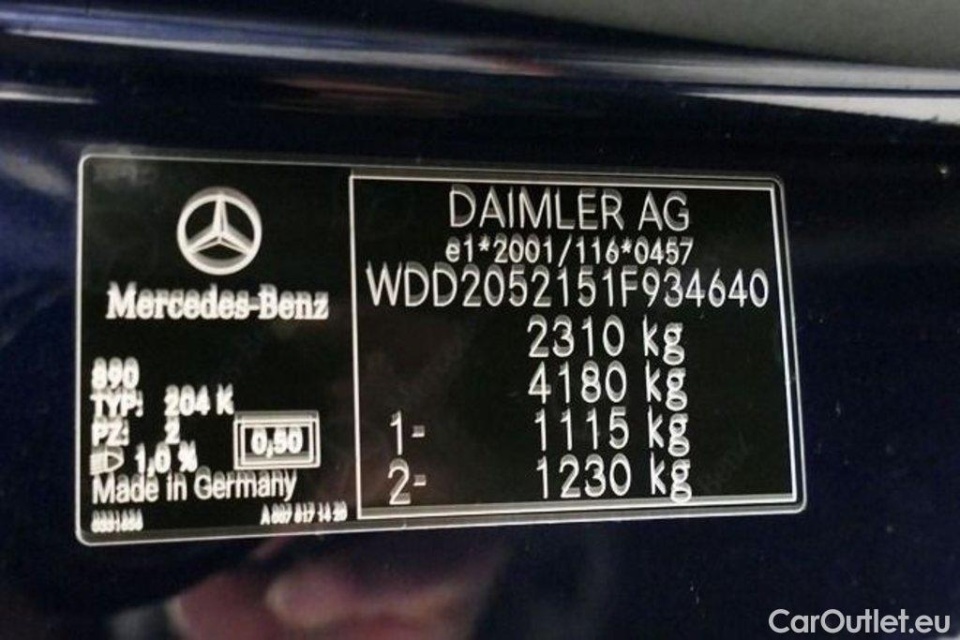 Mercedes-Benz
890
TYP: 204 K
PZ: 2
1,0 %
0,50
Made in Germany
DAIMLER AG
e1*2001/116*0457
WDD2052151F934640
2310 kg
4180 kg
1- 1115 kg
2- 1230 kg
CarOutlet.eu